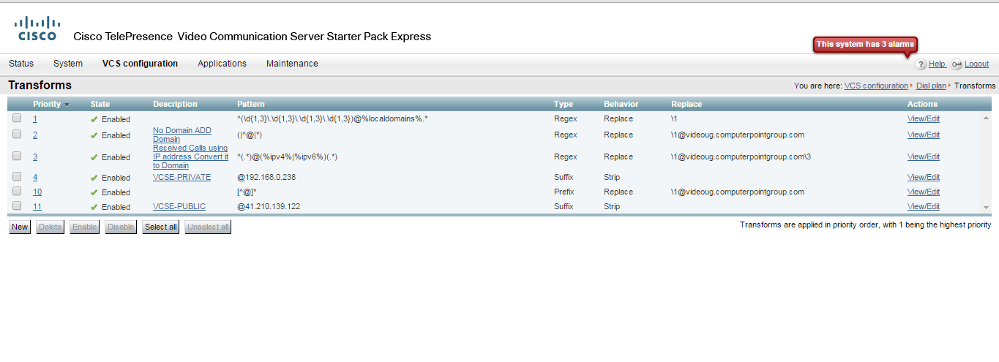 CISCO
Cisco TelePresence Video Communication Server Starter Pack Express
This system has 3 alarms
Status System VCS configuration Applications Maintenance
? Help Logout
Transforms
You are here: VCS configuration Dial plan Transforms
Priority State Description Pattern Type Behavior Replace Actions
1 Enabled ^(\d{1,3}\.\d{1,3}\.\d{1,3}\.\d{1,3})@%localdomains%.* Regex Replace \1 View/Edit
2 Enabled No Domain ADD Domain (|^@|*) Regex Replace \1@videoug.computerpointgroup.com View/Edit
3 Enabled Received Calls using IP address Convert it to Domain ^(.*)@(%ipv4%|%ipv6%)(.*) Regex Replace \1@videoug.computerpointgroup.com\3 View/Edit
4 Enabled VCSE-PRIVATE @192.168.0.238 Suffix Strip View/Edit
10 Enabled [^@]* Prefix Replace \1@videoug.computerpointgroup.com View/Edit
11 Enabled VCSE-PUBLIC @41.210.139.122 Suffix Strip View/Edit
New Delete Enable Disable Select all Unselect all
Transforms are applied in priority order, with 1 being the highest priority